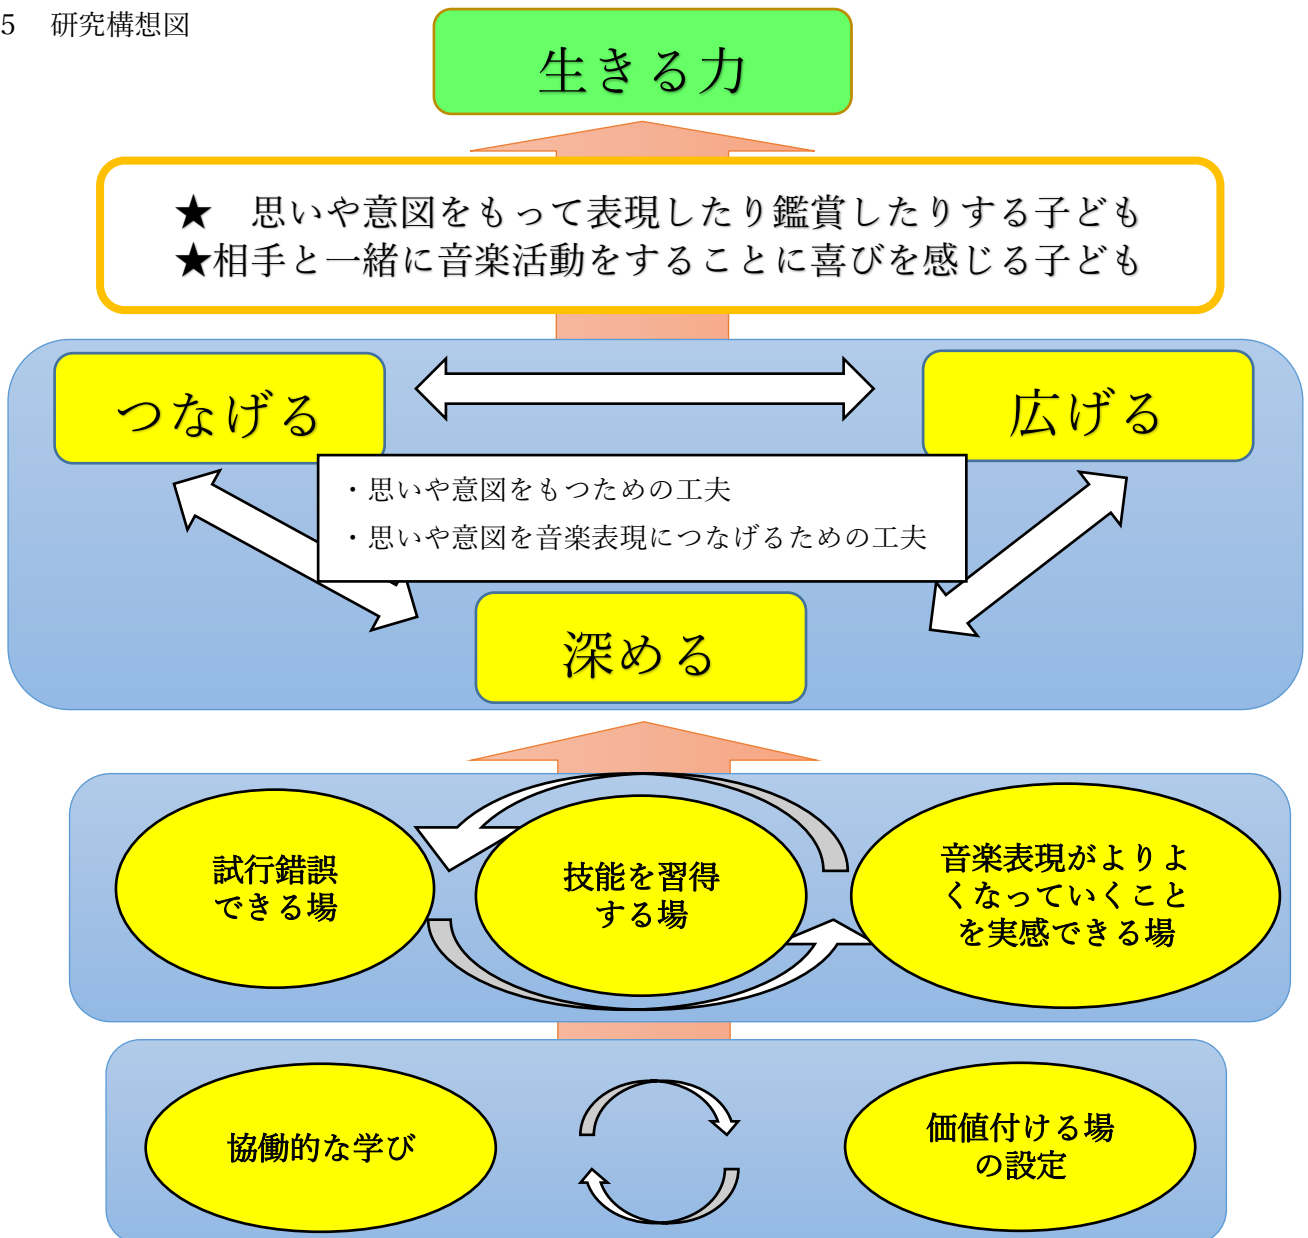 5　研究構想図
生きる力
★　思いや意図をもって表現したり鑑賞したりする子ども
★相手と一緒に音楽活動をすることに喜びを感じる子ども
つなげる
広げる
・思いや意図をもつための工夫
・思いや意図を音楽表現につなげるための工夫
深める
試行錯誤
できる場
技能を習得
する場
音楽表現がよりよ
くなっていくこと
を実感できる場
協働的な学び
価値付ける場
の設定